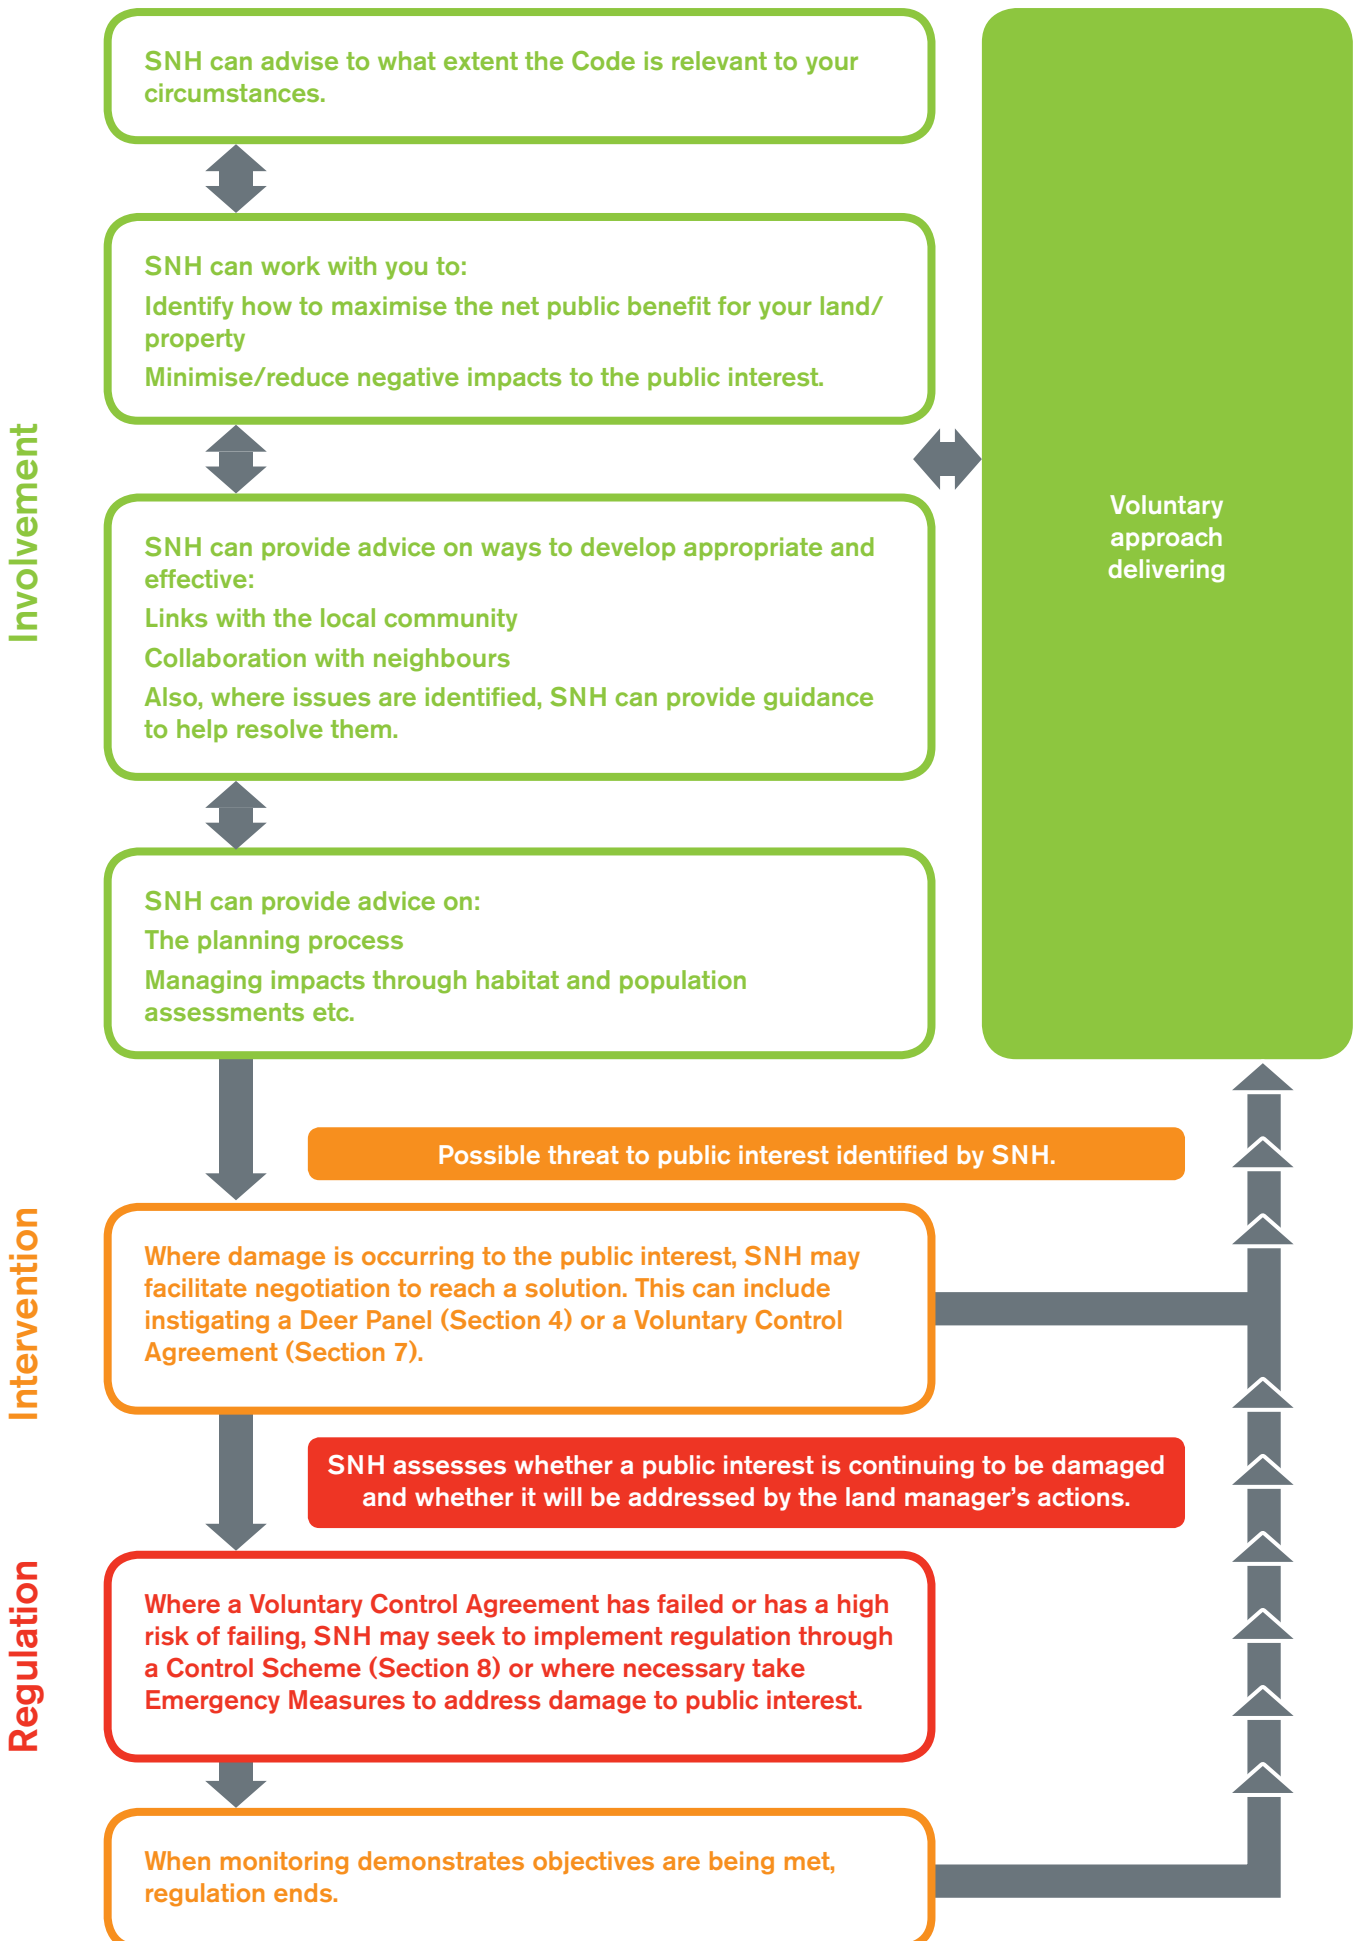 SNH can advise to what extent the Code is relevant to your
circumstances.
SNH can work with you to:
Identify how to maximise the net public benefit for your land/
property
Minimise/reduce negative impacts to the public interest.
Involvement
SNH can provide advice on ways to develop appropriate and
effective:
Links with the local community
Collaboration with neighbours
Also, where issues are identified, SNH can provide guidance
to help resolve them.
Voluntary
approach
delivering
SNH can provide advice on:
The planning process
Managing impacts through habitat and population
assessments etc.
Possible threat to public interest identified by SNH.
Intervention
Where damage is occurring to the public interest, SNH may
facilitate negotiation to reach a solution. This can include
instigating a Deer Panel (Section 4) or a Voluntary Control
Agreement (Section 7).
SNH assesses whether a public interest is continuing to be damaged
and whether it will be addressed by the land manager’s actions.
Regulation
Where a Voluntary Control Agreement has failed or has a high
risk of failing, SNH may seek to implement regulation through
a Control Scheme (Section 8) or where necessary take
Emergency Measures to address damage to public interest.
When monitoring demonstrates objectives are being met,
regulation ends.